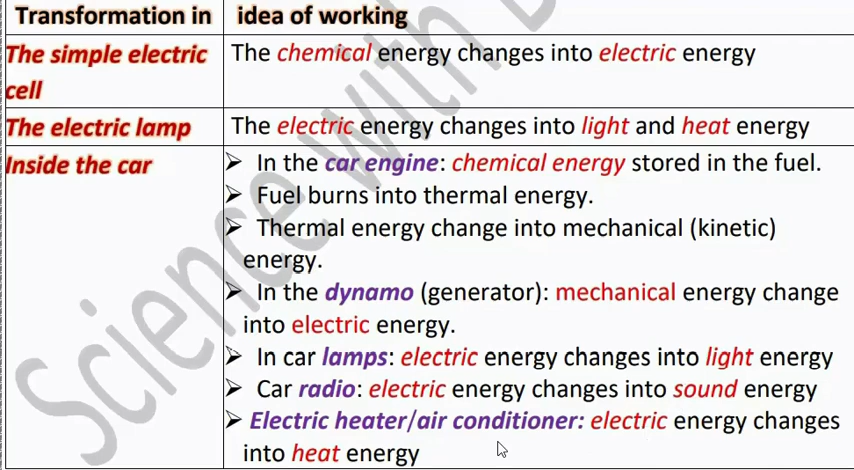 Transformation in idea of working
The simple electric The chemical energy changes into electric energy
cell
The electric lamp The electric energy changes into light and heat energy
Inside the car ➢ In the car engine: chemical energy stored in the fuel.
➢ Fuel burns into thermal energy.
➢ Thermal energy change into mechanical (kinetic)
energy.
➢ In the dynamo (generator): mechanical energy change
into electric energy.
➢ In car lamps: electric energy changes into light energy
➢ Car radio: electric energy changes into sound energy
➢ Electric heater/air conditioner: electric energy changes
into heat energy
Science with